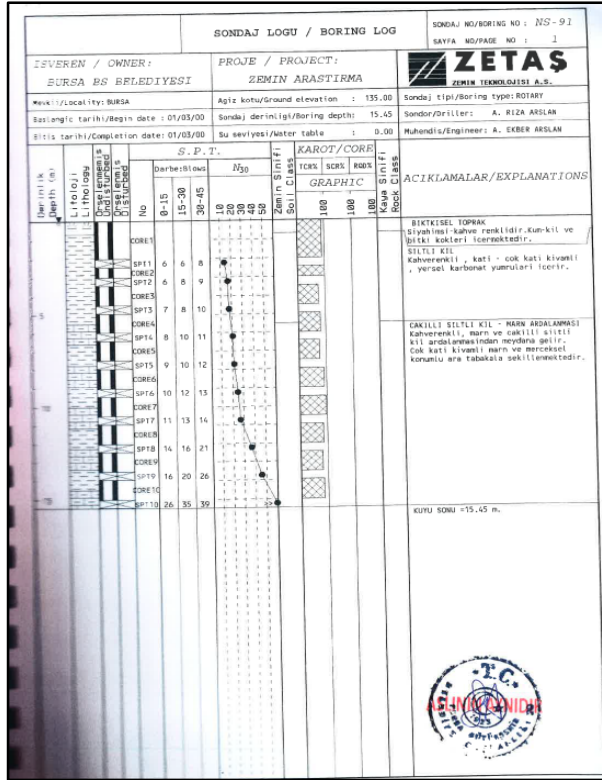 SONDAJ LOGU / BORING LOG
SONDAJ NO/BORING NO : NS-91
SAYFA NO/PAGE NO : 1
ISVEREN / OWNER:
BURSA BS BELEDİYESI
PROJE / PROJECT:
ZEMIN ARASTIRMA
ZETAŞ
ZEMIN TEKNOLOJISI A.S.
Mevkii/Locality: BURSA
Agiz kotu/Ground elevation : 135.00
Sondaj tipi/Boring type: ROTARY
Baslangic tarihi/Begin date : 01/03/00
Sondaj derinligi/Boring depth: 15.45
Sondor/Driller: A. RIZA ARSLAN
Bitis tarihi/Completion date: 01/03/00
Su seviyesi/Water table : 0.00
Muhendis/Engineer: A. EKBER ARSLAN
Derinlik
Depth (m)
Litoloji
Lithology
Orselenmemis
Undisturbed
Orselenmis
Disturbed
S.P.T.
No
Darbe:Blows
0-15
15-30
30-45
N30
10 20 30 40 50
Zemin Sinifi
Soil Class
KAROT/CORE
TCR% SCR% RQD%
GRAPHIC
100 100 100
Kaya Sinifi
Rock Class
ACIKLAMALAR/EXPLANATIONS
CORE1
SPT1 6 6 8
CORE2
SPT2 6 8 9
CORE3
SPT3 7 8 10
5
CORE4
SPT4 8 10 11
CORE5
SPT5 9 10 12
CORE6
SPT6 10 12 13
CORE7
10
SPT7 11 13 14
CORE8
SPT8 14 16 21
CORE9
SPT9 16 20 26
CORE10
15
SPT10 26 35 39
>>
BIKTKISEL TOPRAK
Siyahimsi-kahve renklidir.Kum-kil ve
bitki kokleri icermektedir.
SILTLI KIL
Kahverenkli , kati - cok kati kivamli
, yersel karbonat yumrulari icerir.
CAKILLI SILTLI KIL - MARN ARDALANMASI
Kahverenkli, marn ve cakilli siltli
kil ardalanmasindan meydana gelir.
Cok kati kivamli marn ve merceksel
konumlu ara tabakala sekillenmektedir.
KUYU SONU =15.45 m.
T.C.
ASLININ AYNIDIR